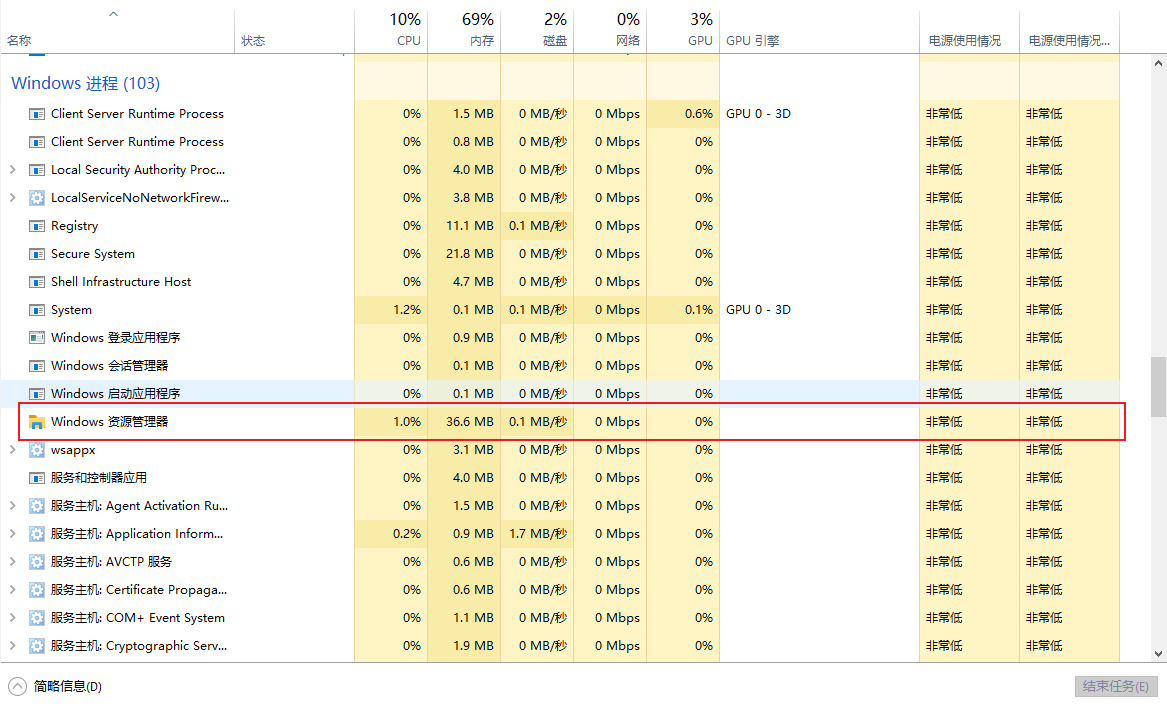 10% 69% 2% 0% 3%
名称 状态 CPU 内存 磁盘 网络 GPU GPU 引擎 电源使用情况 电源使用情况...
Windows 进程 (103)
Client Server Runtime Process 0% 1.5 MB 0 MB/秒 0 Mbps 0.6% GPU 0 - 3D 非常低 非常低
Client Server Runtime Process 0% 0.8 MB 0 MB/秒 0 Mbps 0% 非常低 非常低
Local Security Authority Proc... 0% 4.0 MB 0 MB/秒 0 Mbps 0% 非常低 非常低
LocalServiceNoNetworkFirew... 0% 3.8 MB 0 MB/秒 0 Mbps 0% 非常低 非常低
Registry 0% 11.1 MB 0.1 MB/秒 0 Mbps 0% 非常低 非常低
Secure System 0% 21.8 MB 0 MB/秒 0 Mbps 0% 非常低 非常低
Shell Infrastructure Host 0% 4.7 MB 0 MB/秒 0 Mbps 0% 非常低 非常低
System 1.2% 0.1 MB 0.1 MB/秒 0 Mbps 0.1% GPU 0 - 3D 非常低 非常低
Windows 登录应用程序 0% 0.9 MB 0 MB/秒 0 Mbps 0% 非常低 非常低
Windows 会话管理器 0% 0.1 MB 0 MB/秒 0 Mbps 0% 非常低 非常低
Windows 启动应用程序 0% 0.1 MB 0 MB/秒 0 Mbps 0% 非常低 非常低
Windows 资源管理器 1.0% 36.6 MB 0.1 MB/秒 0 Mbps 0% 非常低 非常低
wsappx 0% 3.1 MB 0 MB/秒 0 Mbps 0% 非常低 非常低
服务和控制器应用 0% 4.0 MB 0 MB/秒 0 Mbps 0% 非常低 非常低
服务主机: Agent Activation Ru... 0% 1.5 MB 0 MB/秒 0 Mbps 0% 非常低 非常低
服务主机: Application Inform... 0.2% 0.9 MB 1.7 MB/秒 0 Mbps 0% 非常低 非常低
服务主机: AVCTP 服务 0% 0.6 MB 0 MB/秒 0 Mbps 0% 非常低 非常低
服务主机: Certificate Propaga... 0% 0.6 MB 0 MB/秒 0 Mbps 0% 非常低 非常低
服务主机: COM+ Event System 0% 1.1 MB 0 MB/秒 0 Mbps 0% 非常低 非常低
服务主机: Cryptographic Serv... 0% 1.9 MB 0 MB/秒 0 Mbps 0% 非常低 非常低
简略信息(D) 结束任务(E)